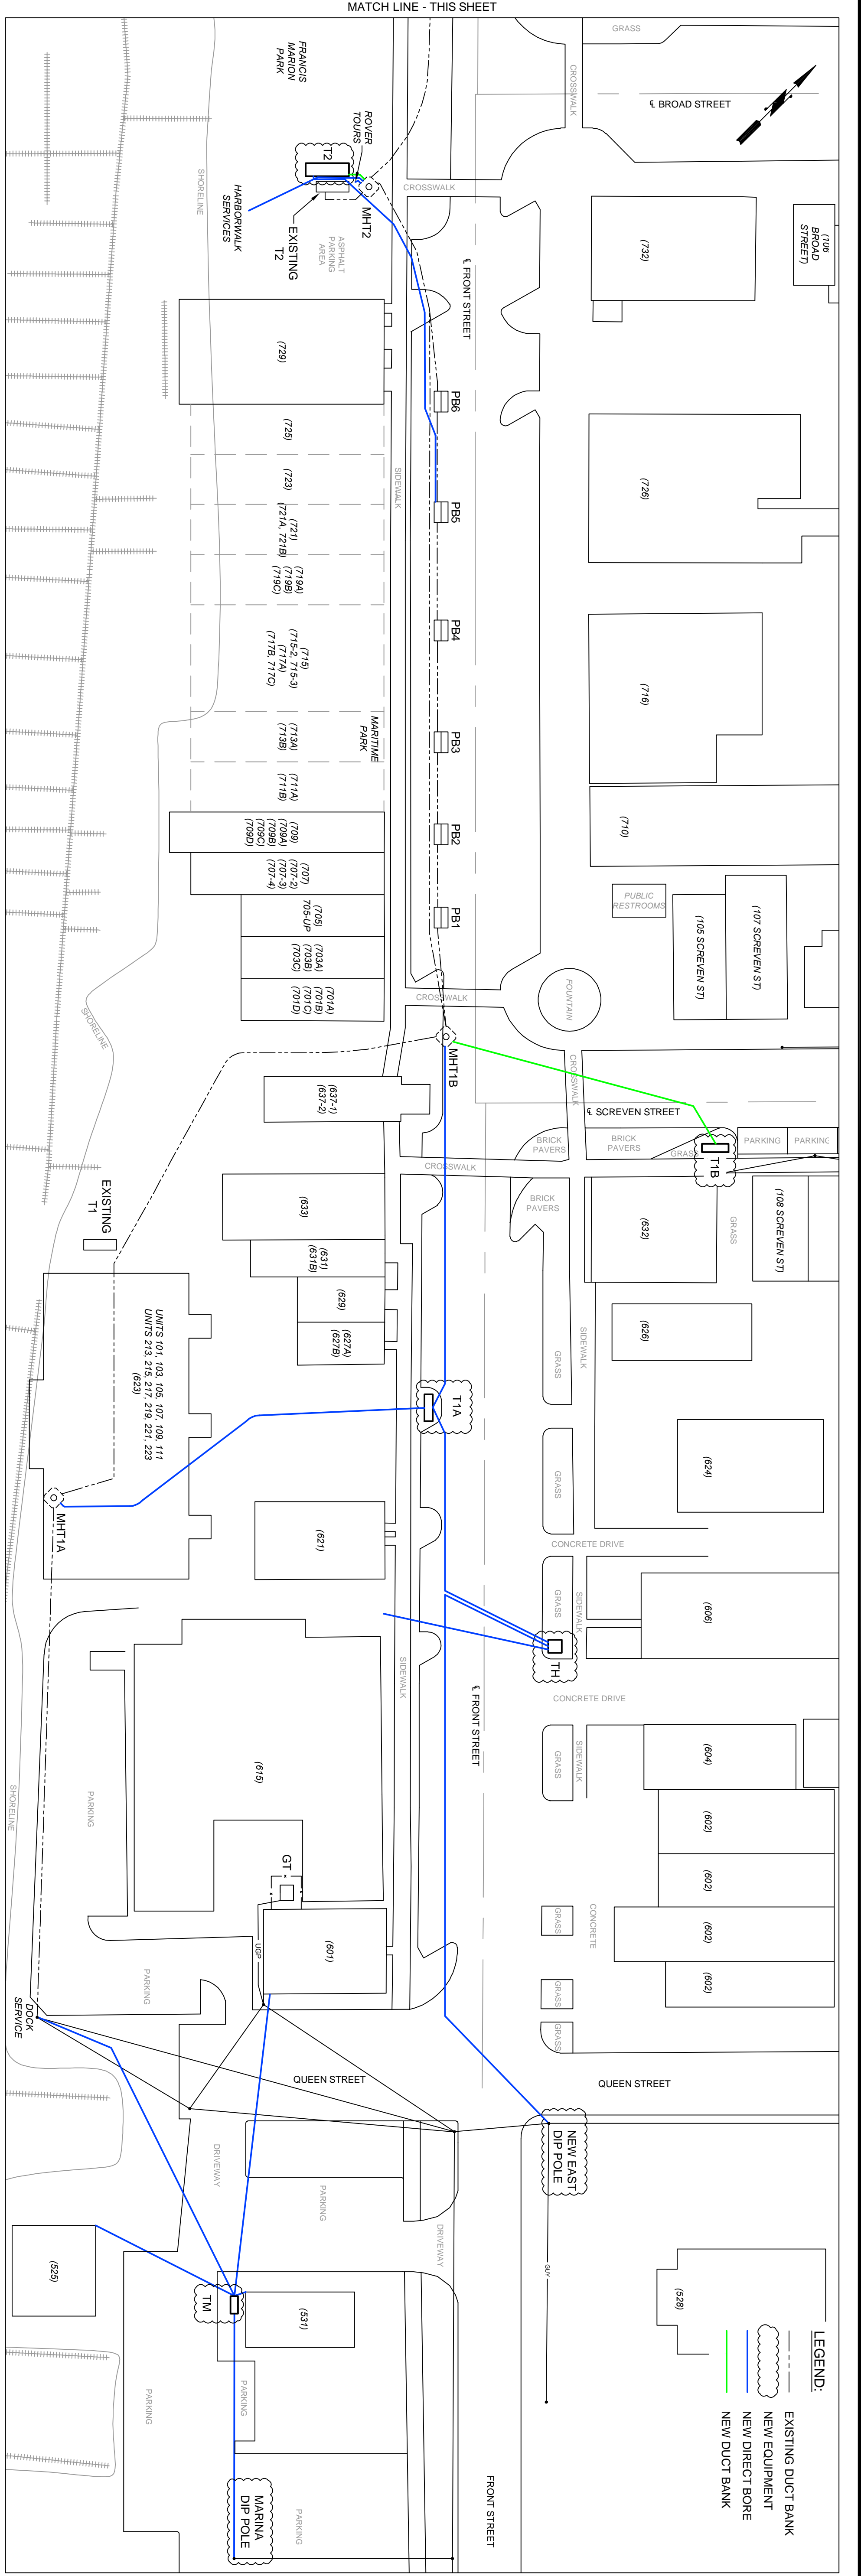 MATCH LINE - THIS SHEET
GRASS
CROSSWALK
℄ BROAD STREET
FRANCIS
MARION
PARK
ROVER
TOURS
T2
MHT2
CROSSWALK
SHORELINE
HARBORWALK
SERVICES
EXISTING
T2
ASPHALT
PARKING
AREA
℄ FRONT STREET
(732)
(106
BROAD
STREET)
(729)
PB6
(725)
SIDEWALK
(723)
PB5
(726)
(721)
(721A, 721B)
(719A)
(719B)
(719C)
PB4
(715)
(715-2, 715-3)
(717A)
(717B, 717C)
(716)
MARITIME
PARK
(713A)
(713B)
PB3
(711A)
(711B)
(709)
(709A)
(709B)
(709C)
(709D)
PB2
(710)
(707)
(707-2)
(707-3)
(707-4)
(705)
705-UP
PB1
PUBLIC
RESTROOMS
(105 SCREVEN ST)
(107 SCREVEN ST)
(703A)
(703B)
(703C)
(701A)
(701B)
(701C)
(701D)
CROSSWALK
FOUNTAIN
SHORELINE
MHT1B
CROSSWALK
(637-1)
(637-2)
℄ SCREVEN STREET
BRICK
PAVERS
BRICK
PAVERS
GRASS
T1B
PARKING
PARKING
CROSSWALK
EXISTING
T1
(633)
BRICK
PAVERS
(632)
GRASS
(108 SCREVEN ST)
(631)
(631B)
(629)
(627A)
(627B)
SIDEWALK
GRASS
(626)
UNITS 101, 103, 105, 107, 109, 111
UNITS 213, 215, 217, 219, 221, 223
(623)
T1A
GRASS
(624)
MHT1A
(621)
CONCRETE DRIVE
GRASS
SIDEWALK
(606)
TH
SIDEWALK
CONCRETE DRIVE
℄ FRONT STREET
(615)
PARKING
SHORELINE
GRASS
SIDEWALK
(604)
(602)
(602)
GT
UGP
(601)
GRASS
CONCRETE
(602)
PARKING
GRASS
(602)
DOCK
SERVICE
GRASS
QUEEN STREET
QUEEN STREET
NEW EAST
DIP POLE
DRIVEWAY
PARKING
DRIVEWAY
GUY
(525)
TM
(531)
(528)
LEGEND:
EXISTING DUCT BANK
NEW EQUIPMENT
NEW DIRECT BORE
NEW DUCT BANK
PARKING
PARKING
MARINA
DIP POLE
PARKING
FRONT STREET